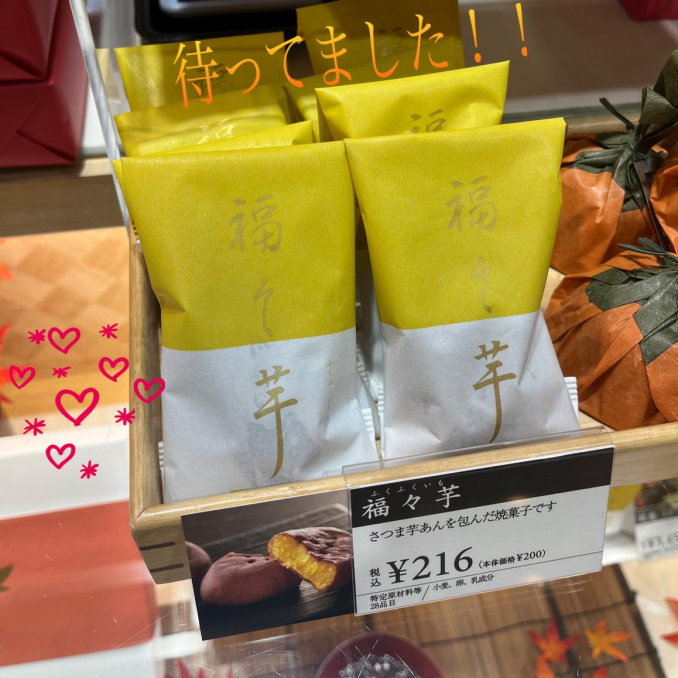 待ってました！！
福
福
々
芋
福
々
芋
ふくふくいも
福々芋
さつま芋あんを包んだ焼菓子です
税込 ¥216 (本体価格¥200)
特定原材料等28品目／小麦、卵、乳成分